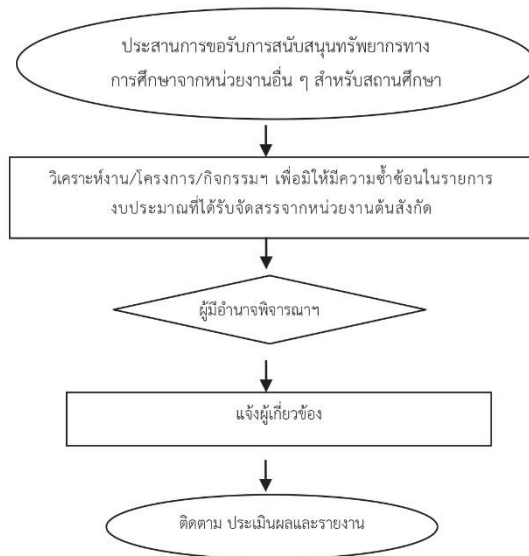 ประสานการขอรับการสนับสนุนทรัพยากรทาง
การศึกษาจากหน่วยงานอื่น ๆ สำหรับสถานศึกษา
วิเคราะห์งาน/โครงการ/กิจกรรมฯ เพื่อมิให้มีความซ้ำซ้อนในรายการ
งบประมาณที่ได้รับจัดสรรจากหน่วยงานต้นสังกัด
ผู้มีอำนาจพิจารณาฯ
แจ้งผู้เกี่ยวข้อง
ติดตาม ประเมินผลและรายงาน